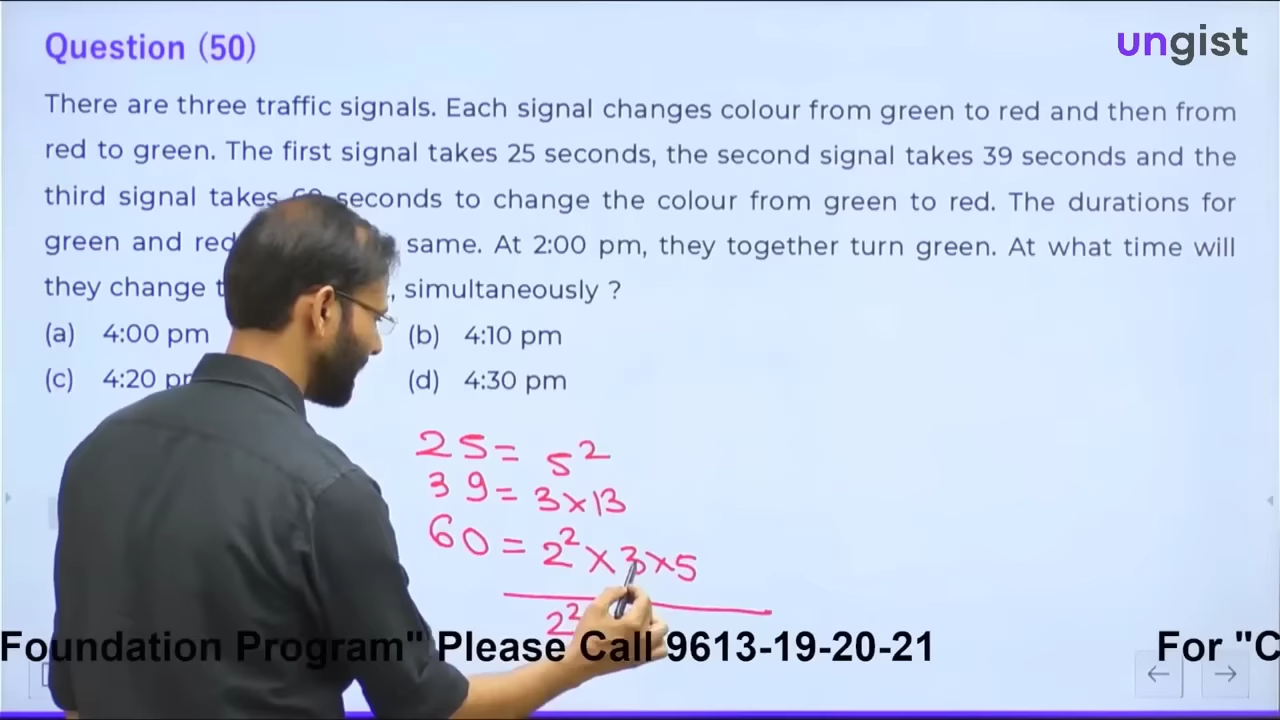 Question (50)
ungist
There are three traffic signals. Each signal changes colour from green to red and then from
red to green. The first signal takes 25 seconds, the second signal takes 39 seconds and the
third signal takes seconds to change the colour from green to red. The durations for
green and red same. At 2:00 pm, they together turn green. At what time will
they change , simultaneously ?
(a) 4:00 pm (b) 4:10 pm
(c) 4:20 (d) 4:30 pm
25 = 5²
39 = 3×13
60 = 2²×3×5
2²
Foundation Program" Please Call 9613-19-20-21 For "C
← →